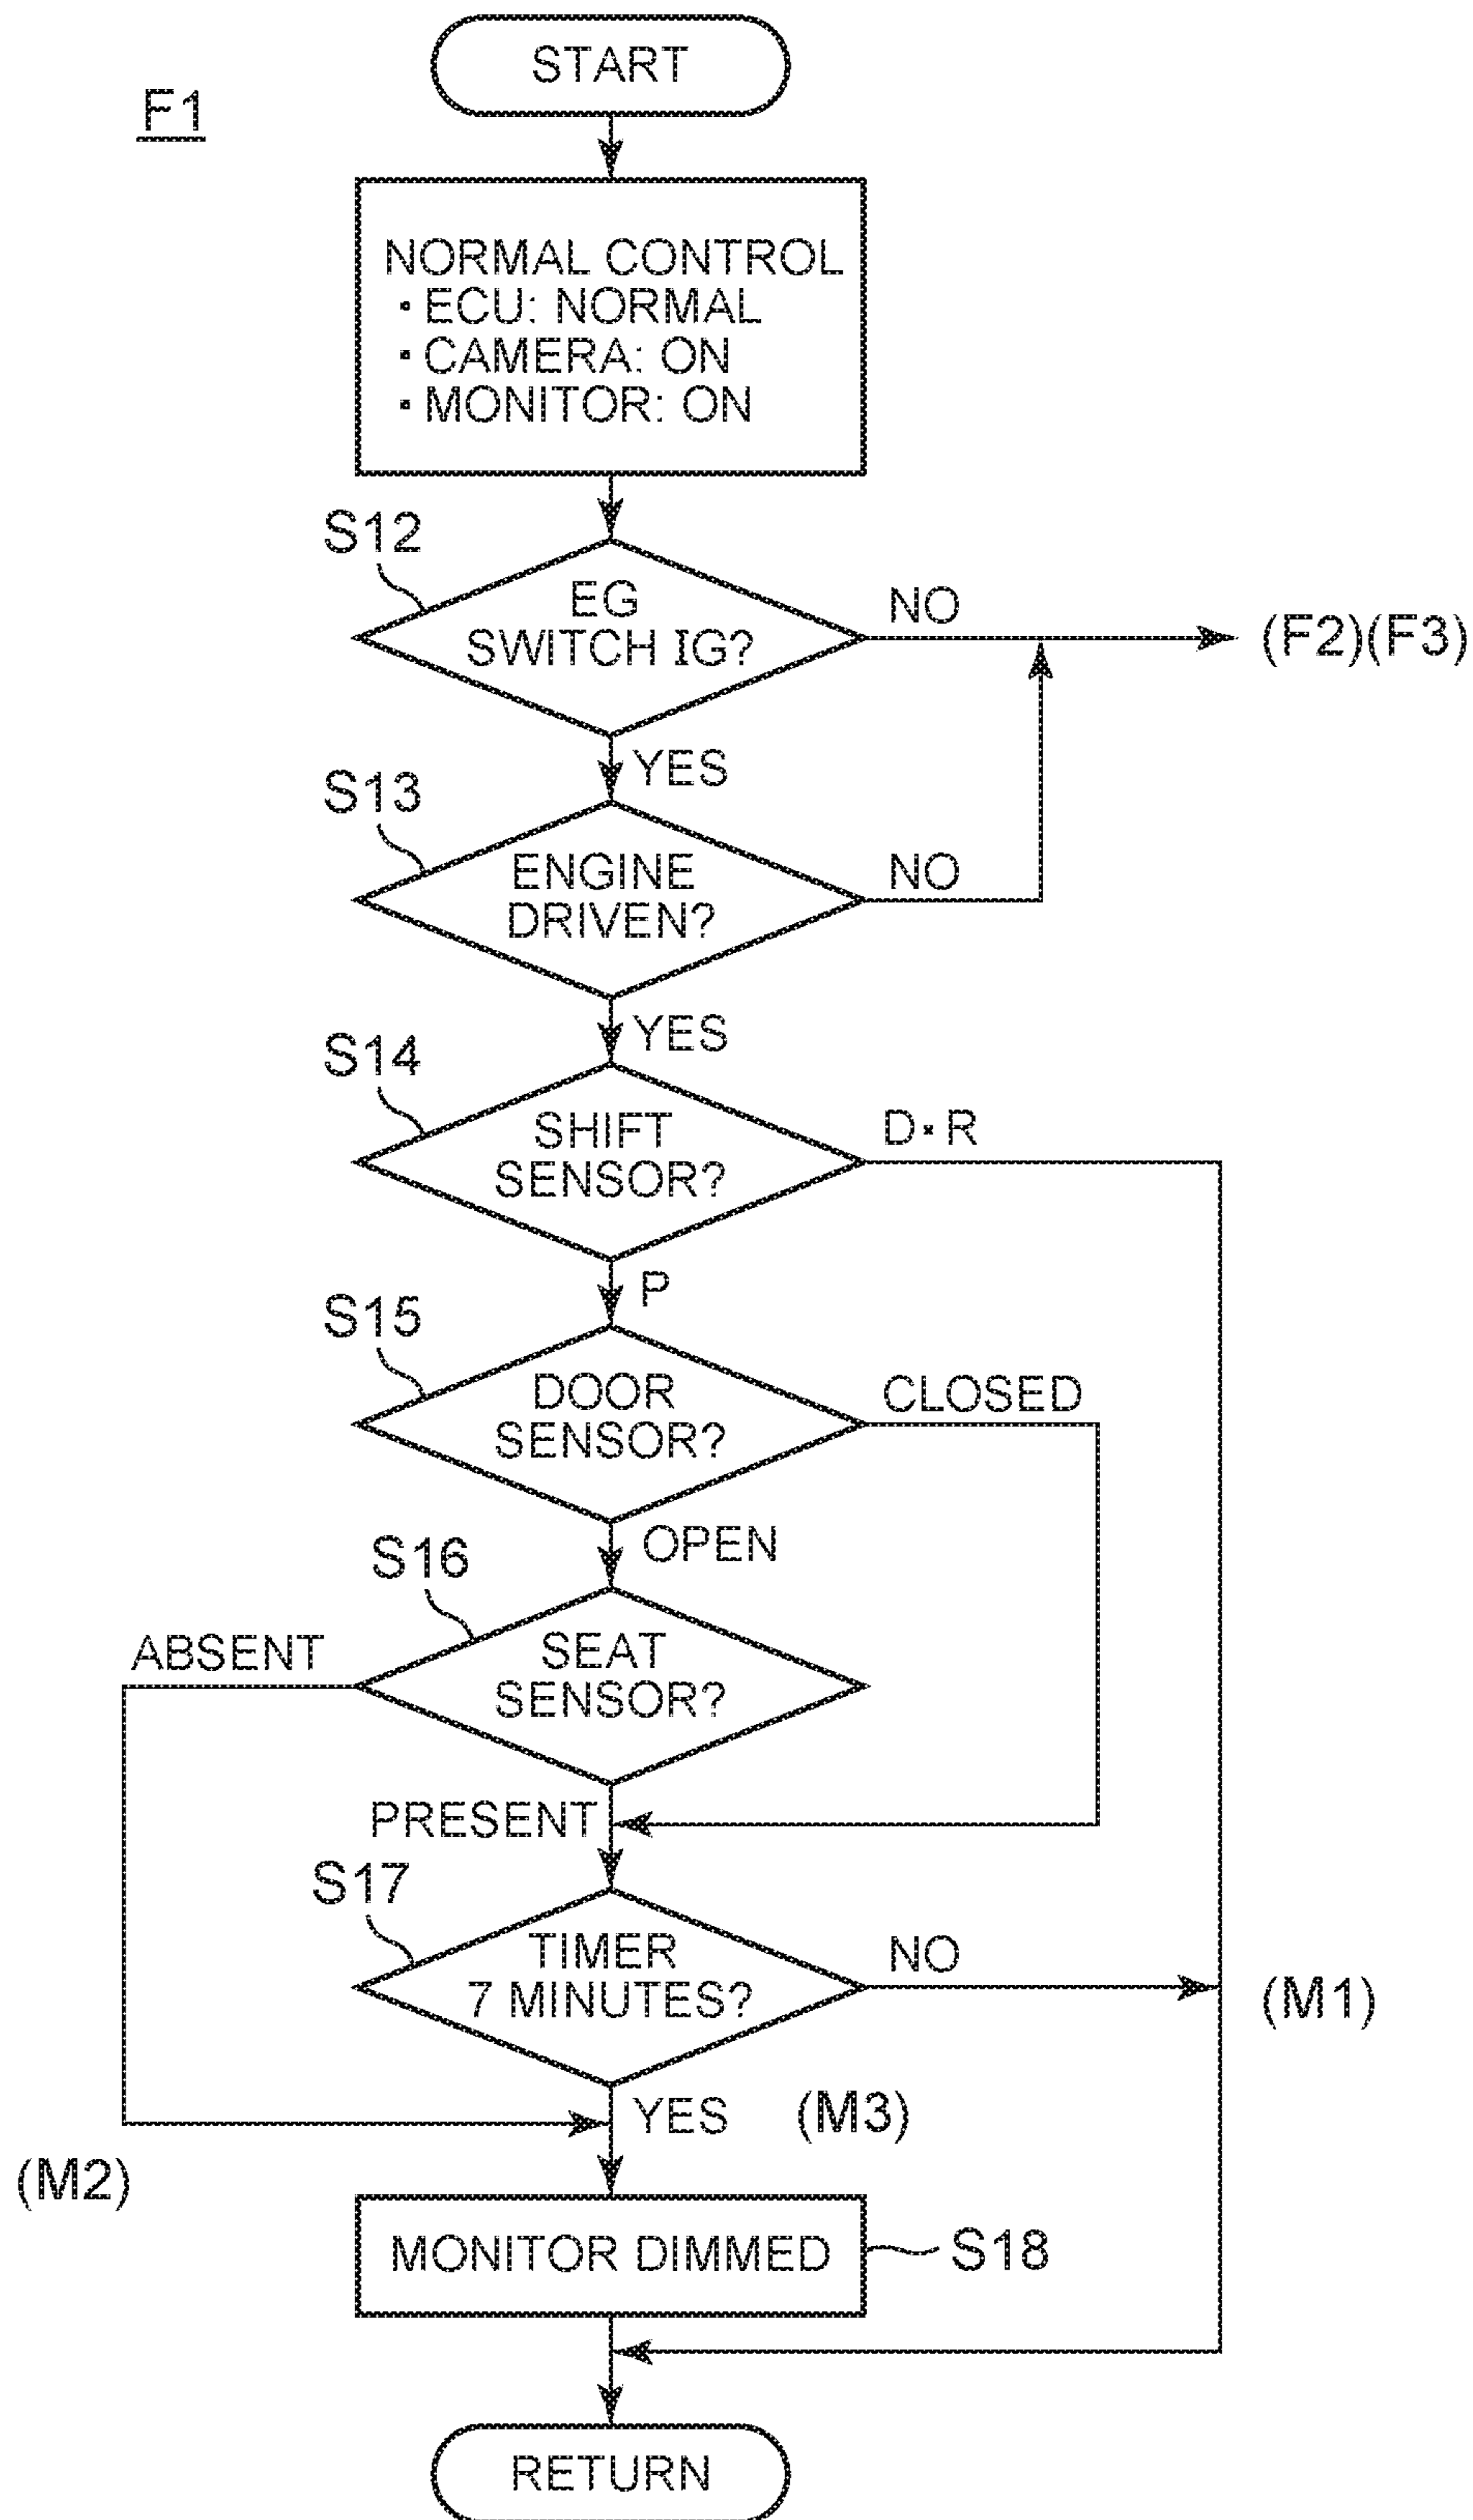 START
F1
NORMAL CONTROL
· ECU: NORMAL
· CAMERA: ON
· MONITOR: ON
S12
EG
SWITCH IG?
NO
(F2)(F3)
YES
S13
ENGINE
DRIVEN?
NO
YES
S14
SHIFT
SENSOR?
D·R
P
S15
DOOR
SENSOR?
CLOSED
OPEN
S16
ABSENT
SEAT
SENSOR?
PRESENT
S17
TIMER
7 MINUTES?
NO
(M1)
YES
(M3)
(M2)
MONITOR DIMMED
S18
RETURN